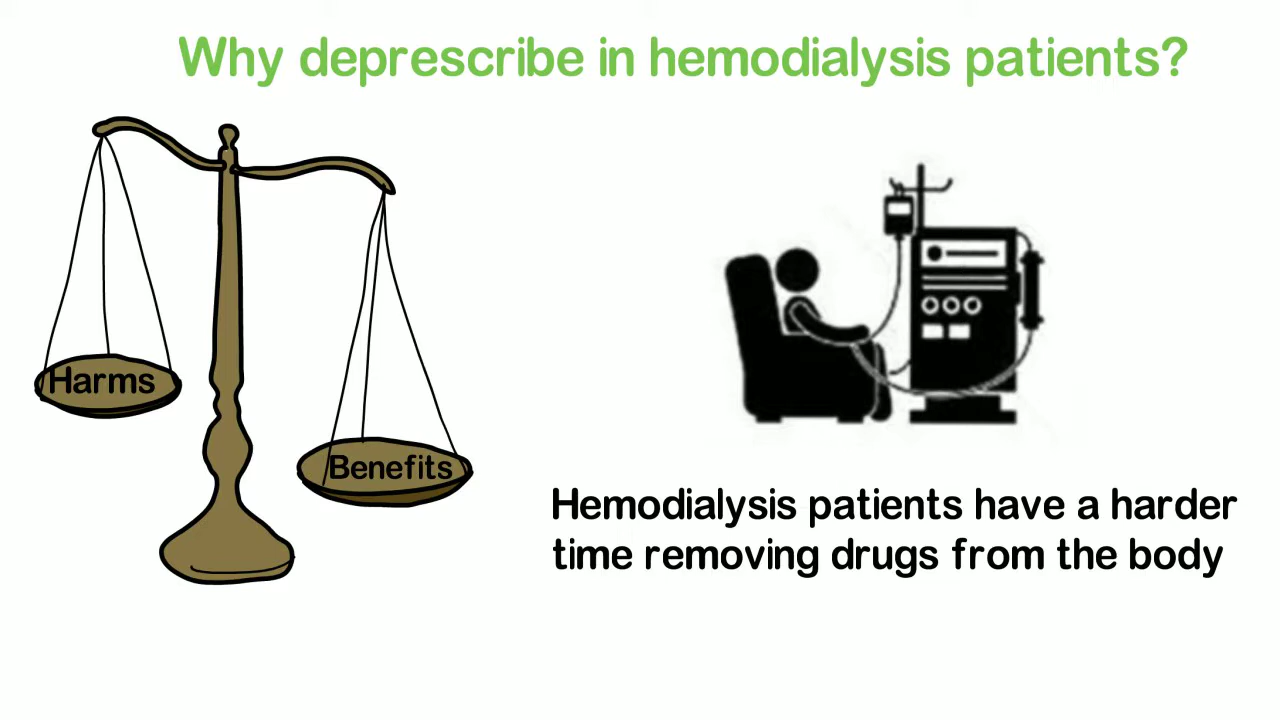 Why deprescribe in hemodialysis patients?
Harms
Benefits
Hemodialysis patients have a harder
time removing drugs from the body